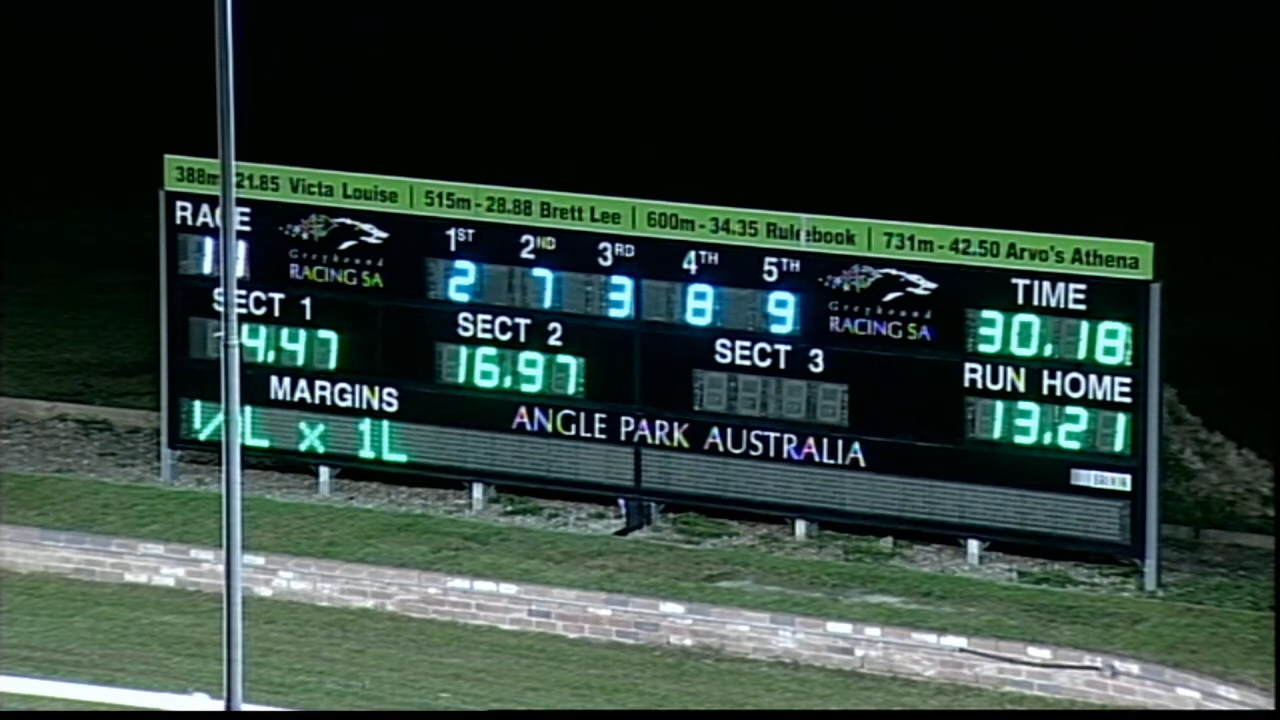 388m - 21.85 Victa Louise | 515m - 28.88 Brett Lee | 600m - 34.35 Rulebook | 731m - 42.50 Arvo's Athena
RACE
11
Greyhound
RACING SA
1ST 2ND 3RD 4TH 5TH
2 7 3 8 9
Greyhound
RACING SA
TIME
30.18
SECT 1
4.47
SECT 2
16.97
SECT 3
RUN HOME
13.21
MARGINS
x 1L
ANGLE PARK AUSTRALIA